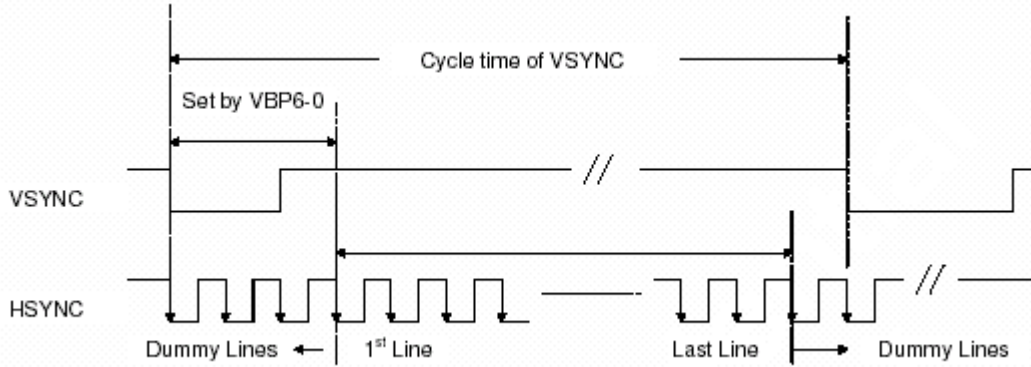 Cycle time of VSYNC
Set by VBP6-0
VSYNC
HSYNC
Dummy Lines
1st Line
Last Line
Dummy Lines